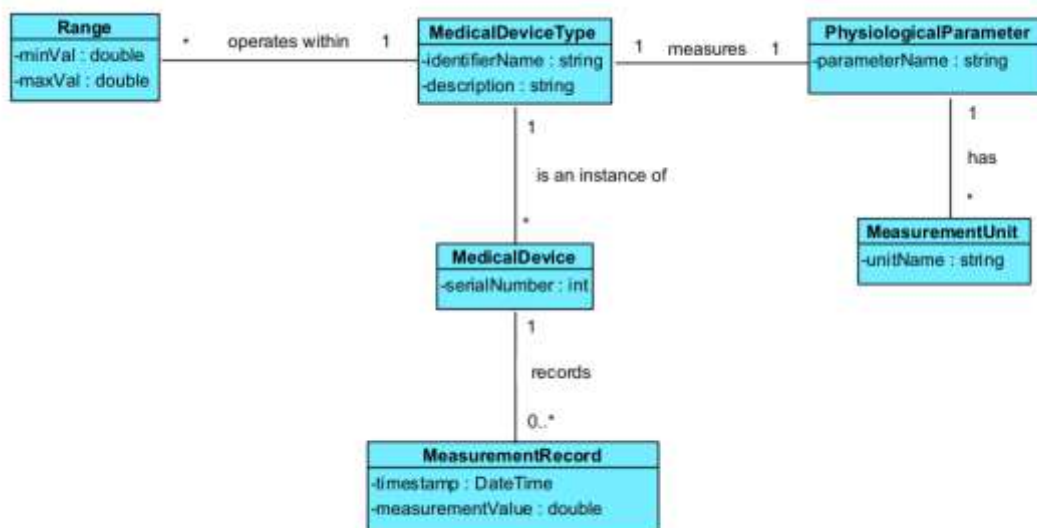 Range
-minVal : double
-maxVal : double
* operates within 1
MedicalDeviceType
-identifierName : string
-description : string
1 measures 1
PhysiologicalParameter
-parameterName : string
1
is an instance of
*
1
has
*
MeasurementUnit
-unitName : string
MedicalDevice
-serialNumber : int
1
records
0..*
MeasurementRecord
-timestamp : DateTime
-measurementValue : double